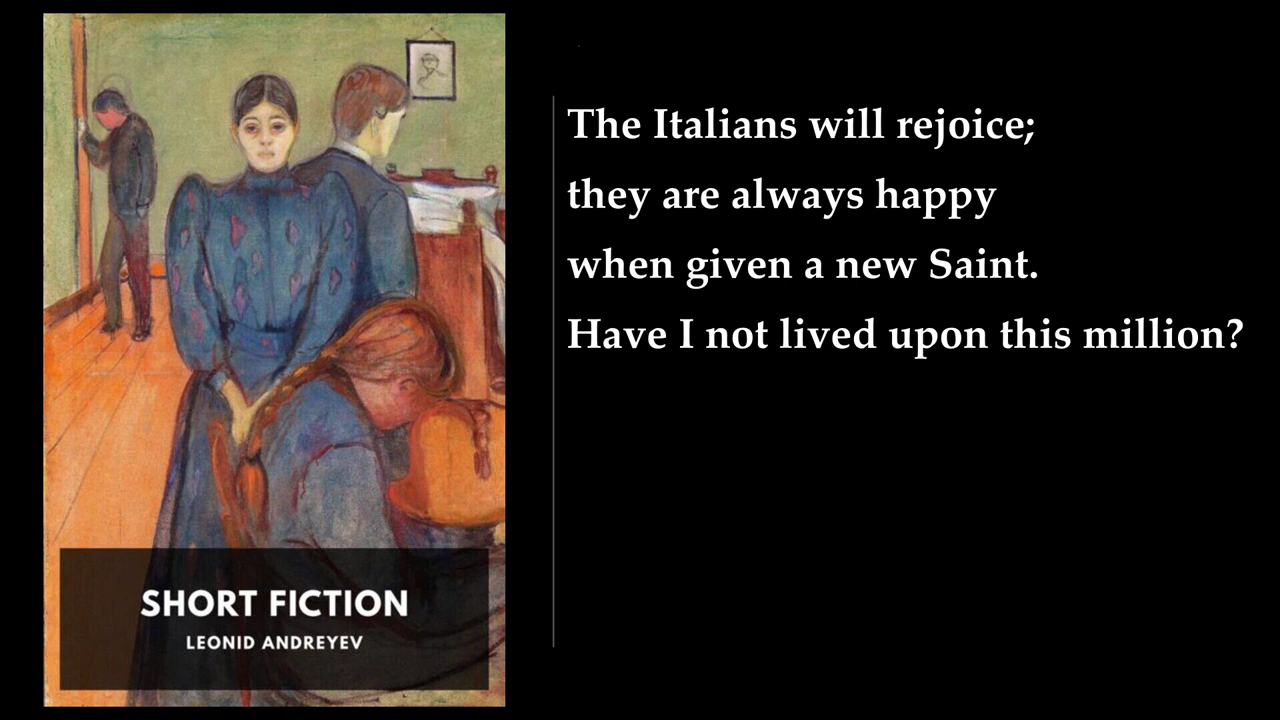 SHORT FICTION
LEONID ANDREYEV
The Italians will rejoice;
they are always happy
when given a new Saint.
Have I not lived upon this million?